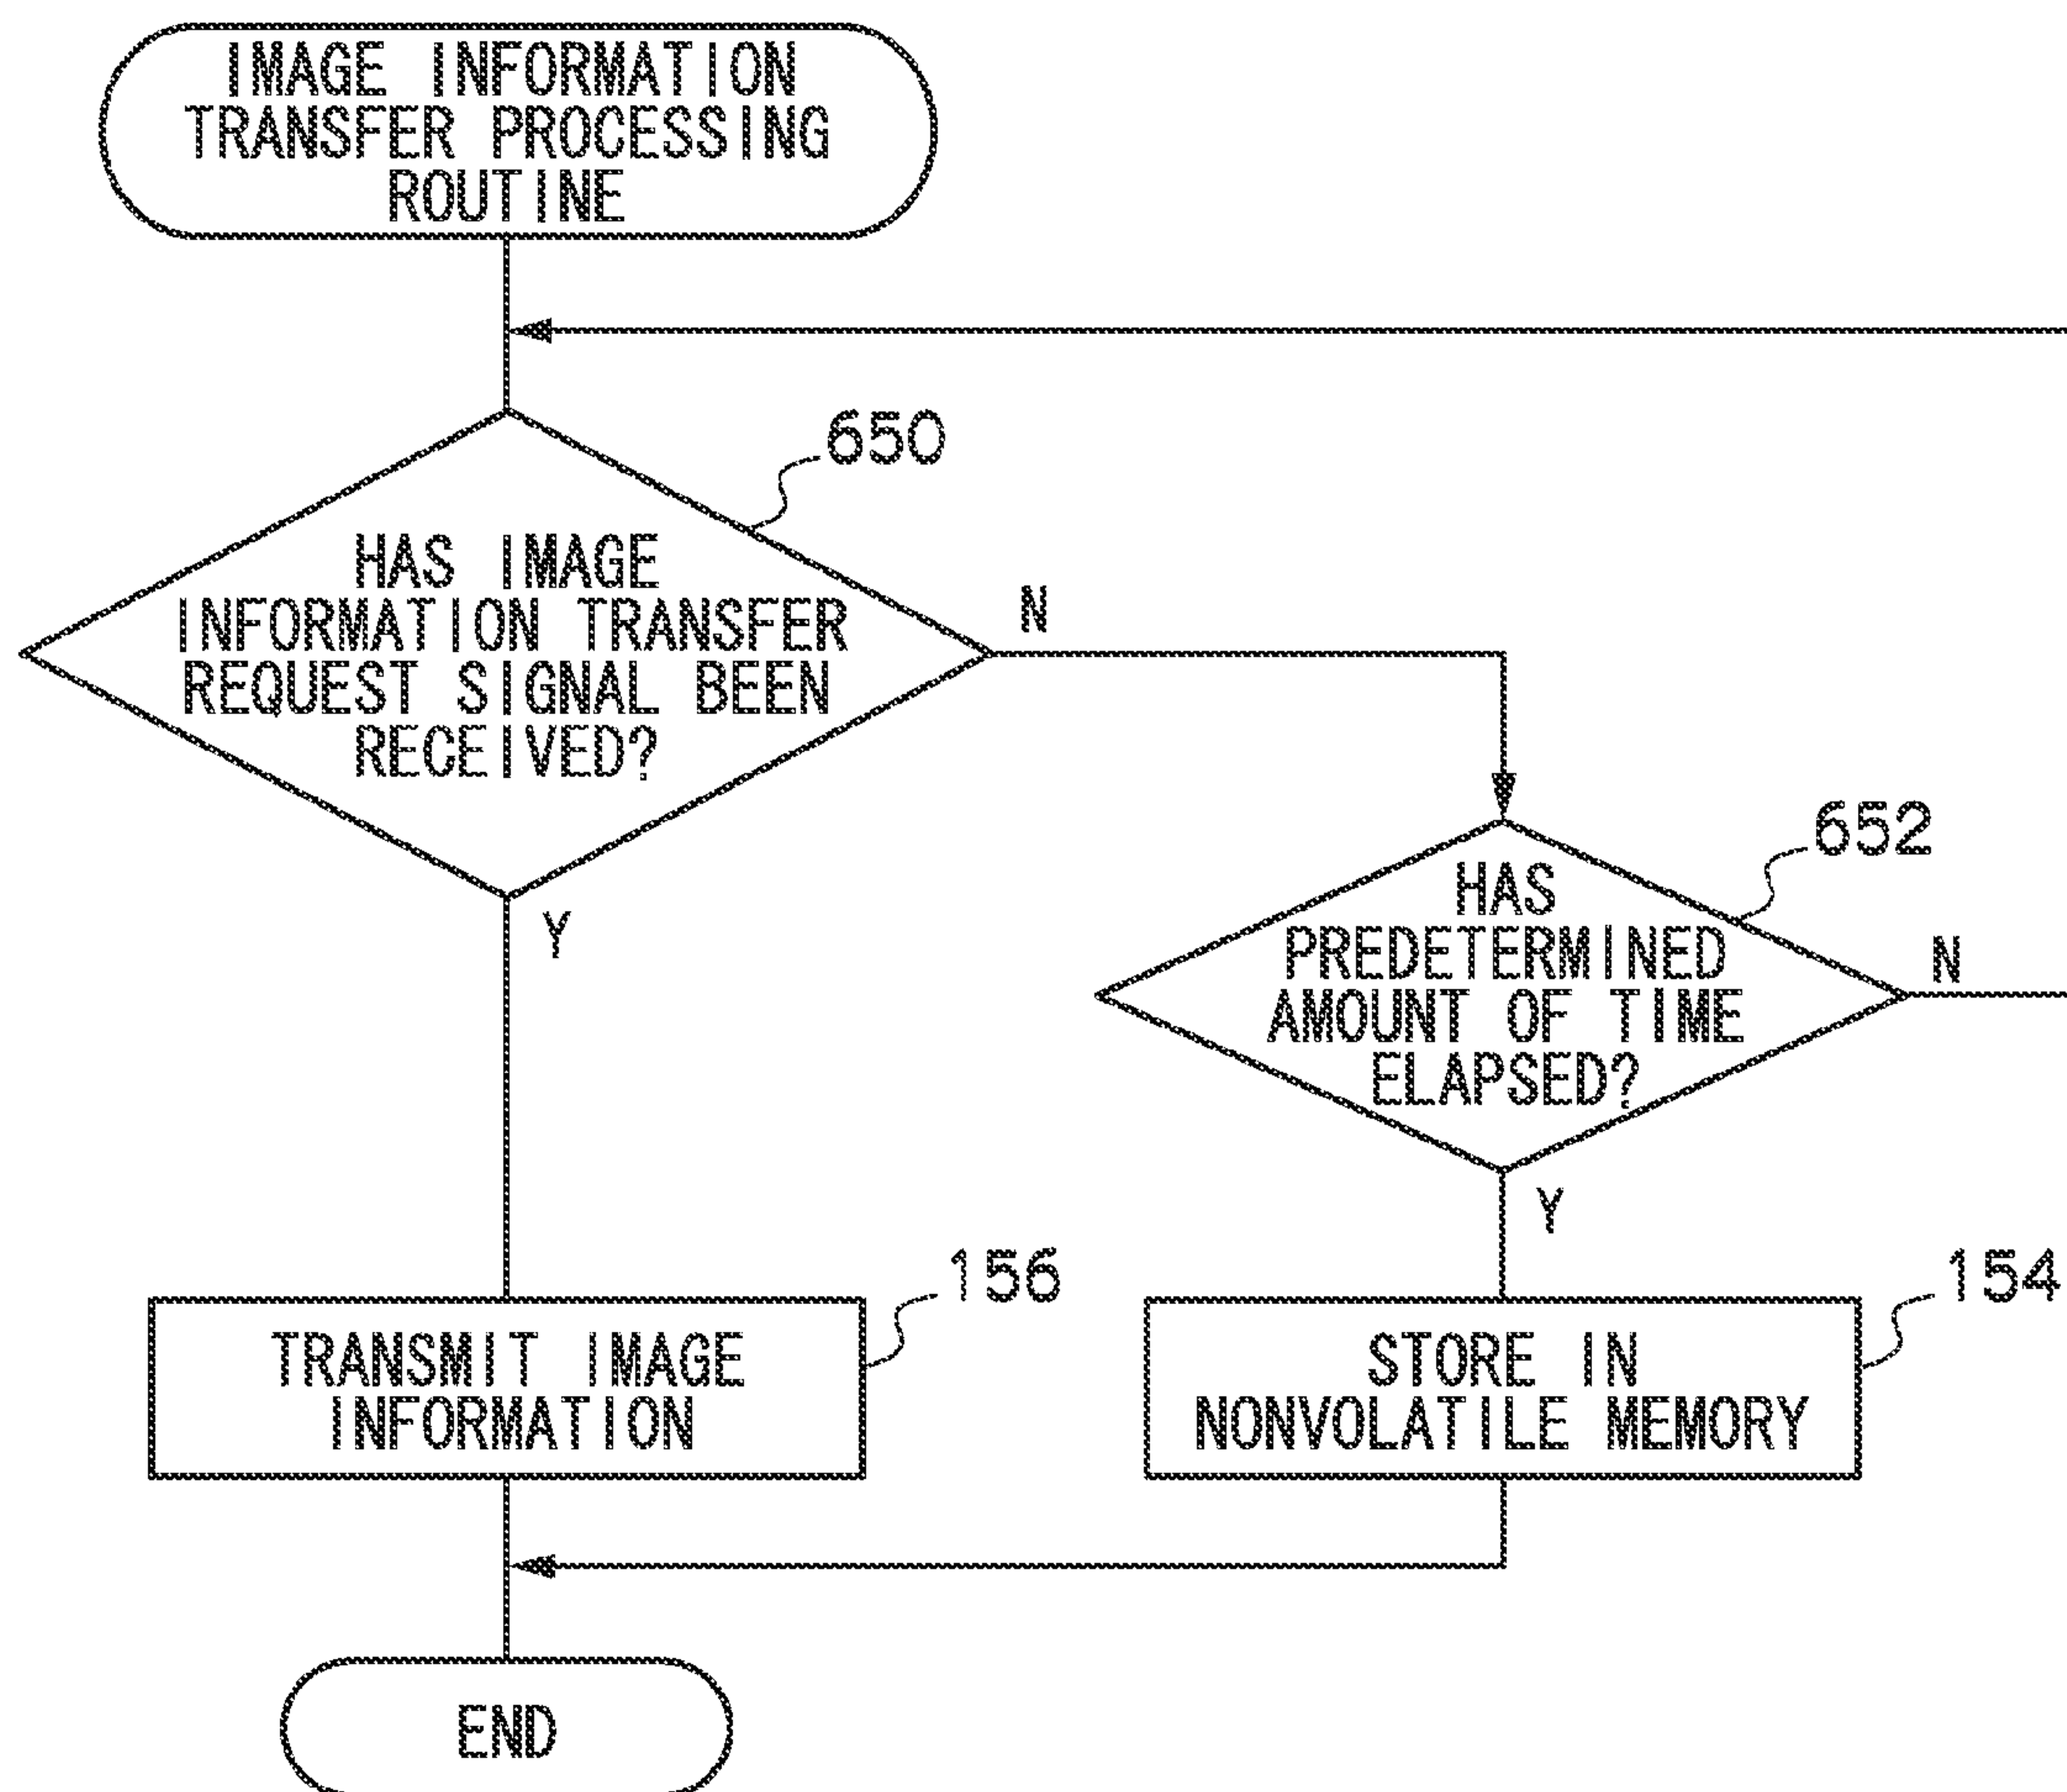 IMAGE INFORMATION
TRANSFER PROCESSING
ROUTINE
650
HAS IMAGE
INFORMATION TRANSFER
REQUEST SIGNAL BEEN
RECEIVED?
N
Y
652
HAS
PREDETERMINED
AMOUNT OF TIME
ELAPSED?
N
Y
156
TRANSMIT IMAGE
INFORMATION
154
STORE IN
NONVOLATILE MEMORY
END